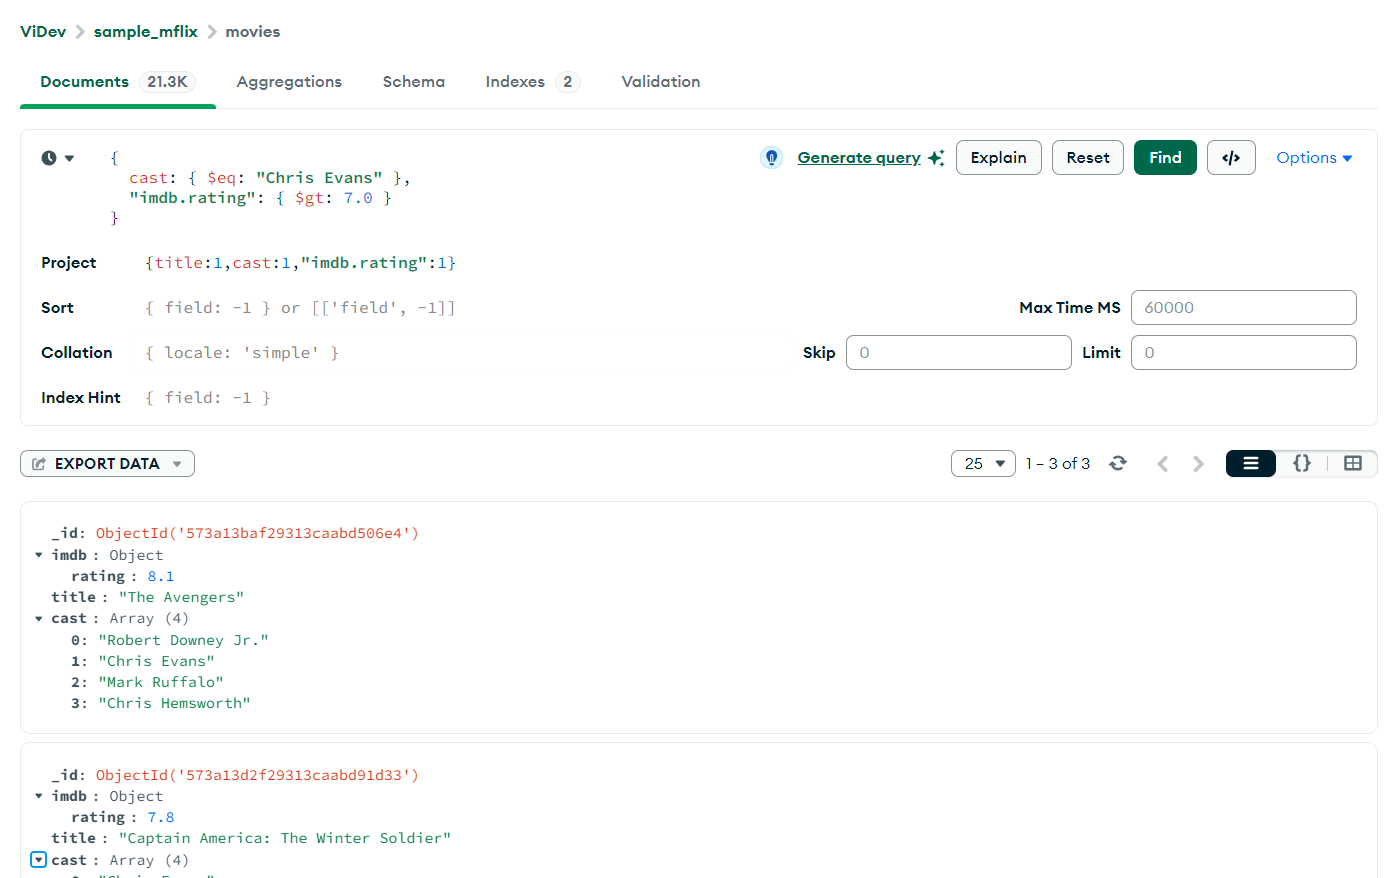 ViDev > sample_mflix > movies
Documents 21.3K Aggregations Schema Indexes 2 Validation
{
cast: { $eq: "Chris Evans" },
"imdb.rating": { $gt: 7.0 }
}
Generate query Explain Reset Find </> Options
Project {title:1,cast:1,"imdb.rating":1}
Sort { field: -1 } or [['field', -1]] Max Time MS 60000
Collation { locale: 'simple' } Skip 0 Limit 0
Index Hint { field: -1 }
EXPORT DATA 25 1 – 3 of 3 {}
_id: ObjectId('573a13baf29313caabd506e4')
imdb : Object
rating : 8.1
title : "The Avengers"
cast : Array (4)
0: "Robert Downey Jr."
1: "Chris Evans"
2: "Mark Ruffalo"
3: "Chris Hemsworth"
_id: ObjectId('573a13d2f29313caabd91d33')
imdb : Object
rating : 7.8
title : "Captain America: The Winter Soldier"
cast : Array (4)